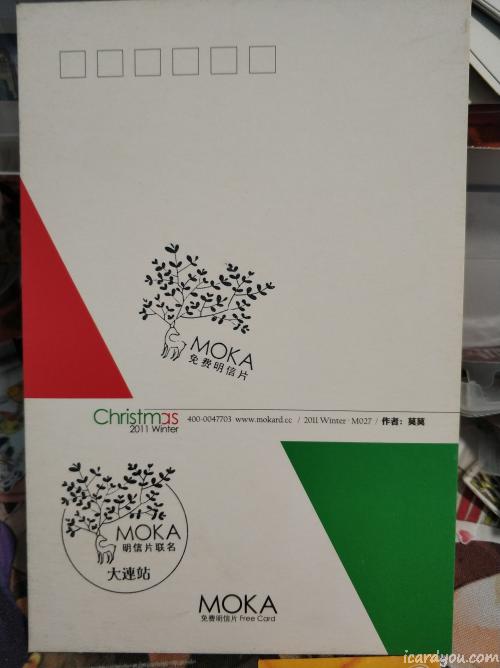 MOKA
免费明信片
Christmas
2011 Winter
400-0047703 www.mokard.cc / 2011 Winter · M027 / 作者：莫莫
MOKA
明信片联名
大連站
MOKA
免费明信片 Free Card
icardyou.com